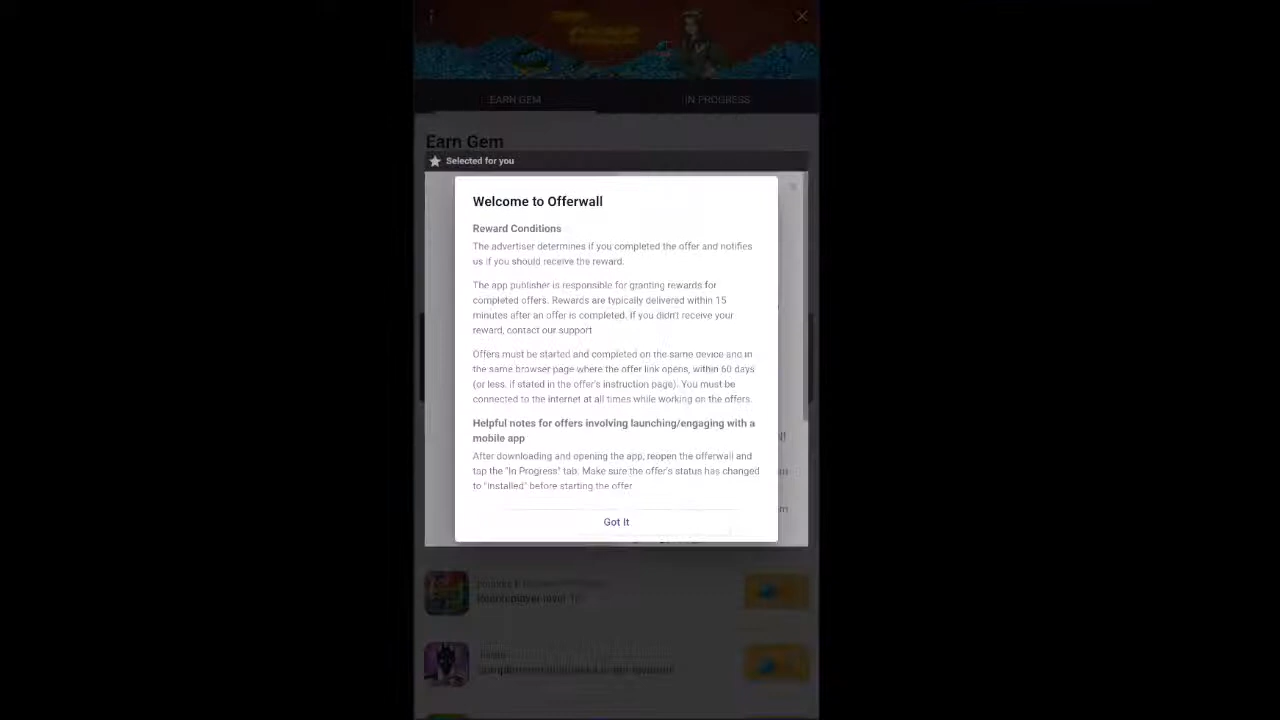 EARN GEM
IN PROGRESS
Earn Gem
Selected for you
Welcome to Offerwall
Reward Conditions
The advertiser determines if you completed the offer and notifies
us if you should receive the reward.
The app publisher is responsible for granting rewards for
completed offers. Rewards are typically delivered within 15
minutes after an offer is completed. If you didn't receive your
reward, contact our support
Offers must be started and completed on the same device and in
the same browser page where the offer link opens, within 60 days
(or less, if stated in the offer's instruction page). You must be
connected to the internet at all times while working on the offers.
Helpful notes for offers involving launching/engaging with a
mobile app
After downloading and opening the app, reopen the offerwall and
tap the "In Progress" tab. Make sure the offer's status has changed
to "Installed" before starting the offer
Got It